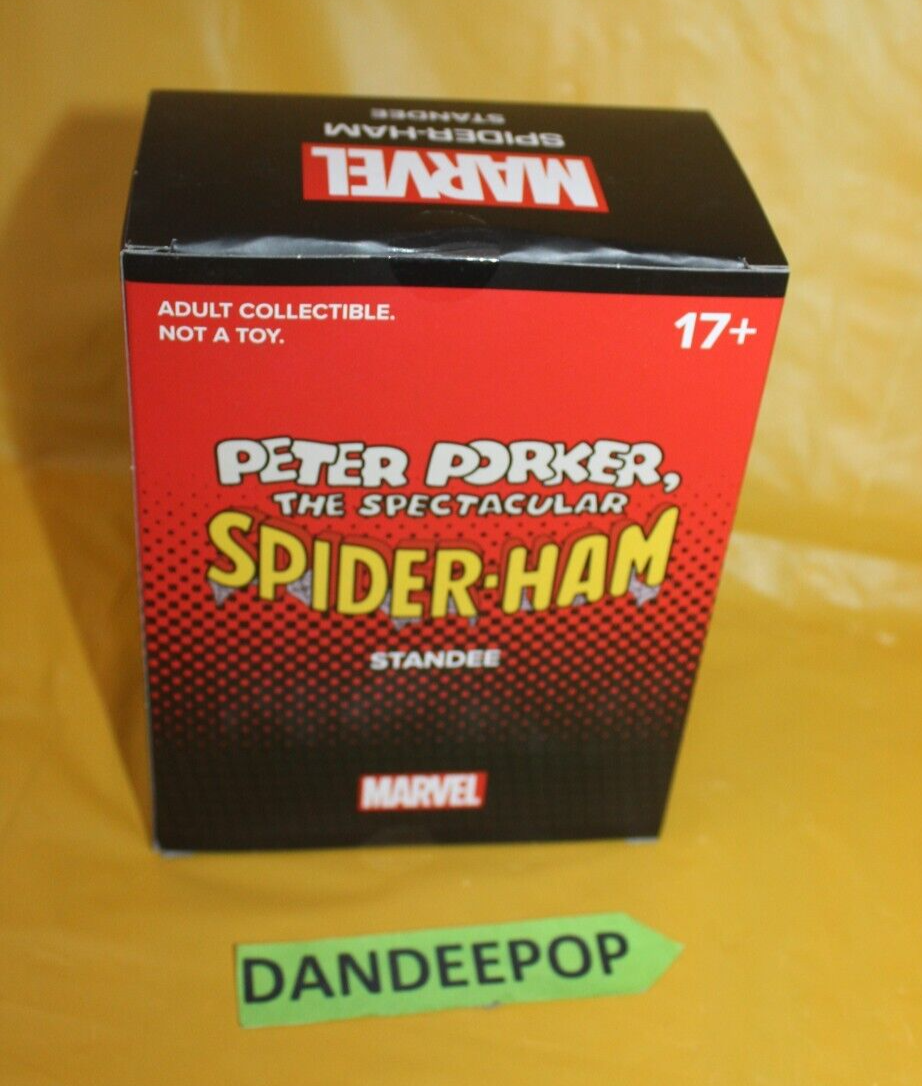 STANDEE
SPIDER-HAM
MARVEL
ADULT COLLECTIBLE.
NOT A TOY.
17+
PETER PORKER,
THE SPECTACULAR
SPIDER-HAM
STANDEE
MARVEL
DANDEEPOP